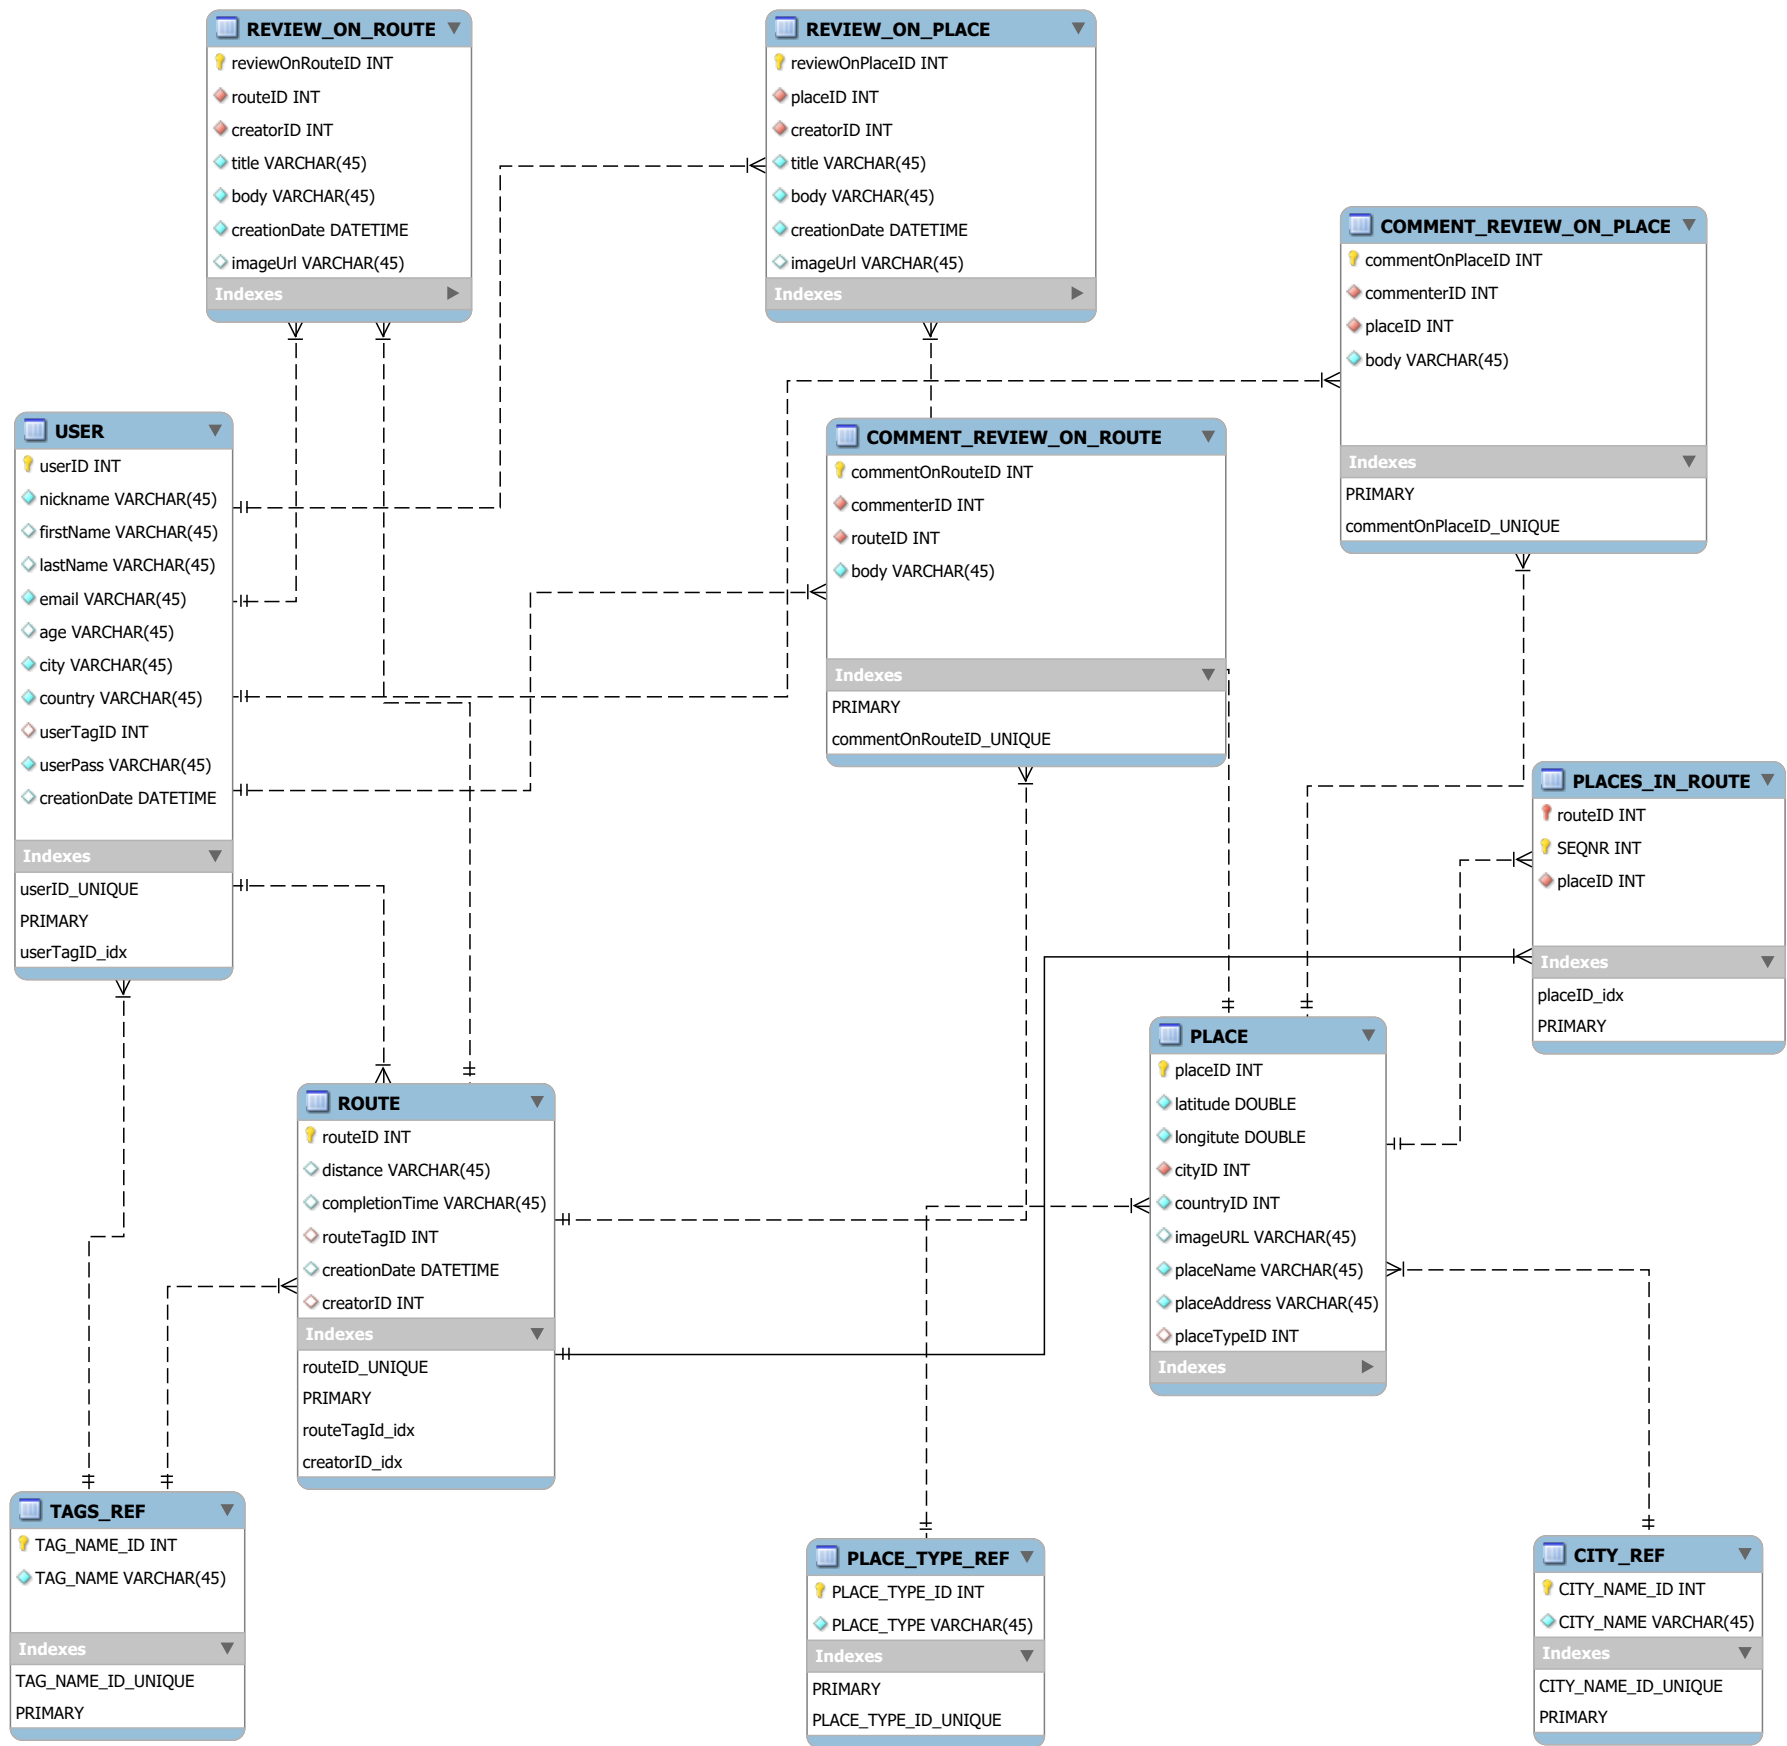 REVIEW_ON_ROUTE
reviewOnRouteID INT
routeID INT
creatorID INT
title VARCHAR(45)
body VARCHAR(45)
creationDate DATETIME
imageUrl VARCHAR(45)
Indexes
REVIEW_ON_PLACE
reviewOnPlaceID INT
placeID INT
creatorID INT
title VARCHAR(45)
body VARCHAR(45)
creationDate DATETIME
imageUrl VARCHAR(45)
Indexes
COMMENT_REVIEW_ON_PLACE
commentOnPlaceID INT
commenterID INT
placeID INT
body VARCHAR(45)
Indexes
PRIMARY
commentOnPlaceID_UNIQUE
USER
userID INT
nickname VARCHAR(45)
firstName VARCHAR(45)
lastName VARCHAR(45)
email VARCHAR(45)
age VARCHAR(45)
city VARCHAR(45)
country VARCHAR(45)
userTagID INT
userPass VARCHAR(45)
creationDate DATETIME
Indexes
userID_UNIQUE
PRIMARY
userTagID_idx
COMMENT_REVIEW_ON_ROUTE
commentOnRouteID INT
commenterID INT
routeID INT
body VARCHAR(45)
Indexes
PRIMARY
commentOnRouteID_UNIQUE
PLACES_IN_ROUTE
routeID INT
SEQNR INT
placeID INT
Indexes
placeID_idx
PRIMARY
ROUTE
routeID INT
distance VARCHAR(45)
completionTime VARCHAR(45)
routeTagID INT
creationDate DATETIME
creatorID INT
Indexes
routeID_UNIQUE
PRIMARY
routeTagId_idx
creatorID_idx
PLACE
placeID INT
latitude DOUBLE
longitute DOUBLE
cityID INT
countryID INT
imageURL VARCHAR(45)
placeName VARCHAR(45)
placeAddress VARCHAR(45)
placeTypeID INT
Indexes
TAGS_REF
TAG_NAME_ID INT
TAG_NAME VARCHAR(45)
Indexes
TAG_NAME_ID_UNIQUE
PRIMARY
PLACE_TYPE_REF
PLACE_TYPE_ID INT
PLACE_TYPE VARCHAR(45)
Indexes
PRIMARY
PLACE_TYPE_ID_UNIQUE
CITY_REF
CITY_NAME_ID INT
CITY_NAME VARCHAR(45)
Indexes
CITY_NAME_ID_UNIQUE
PRIMARY